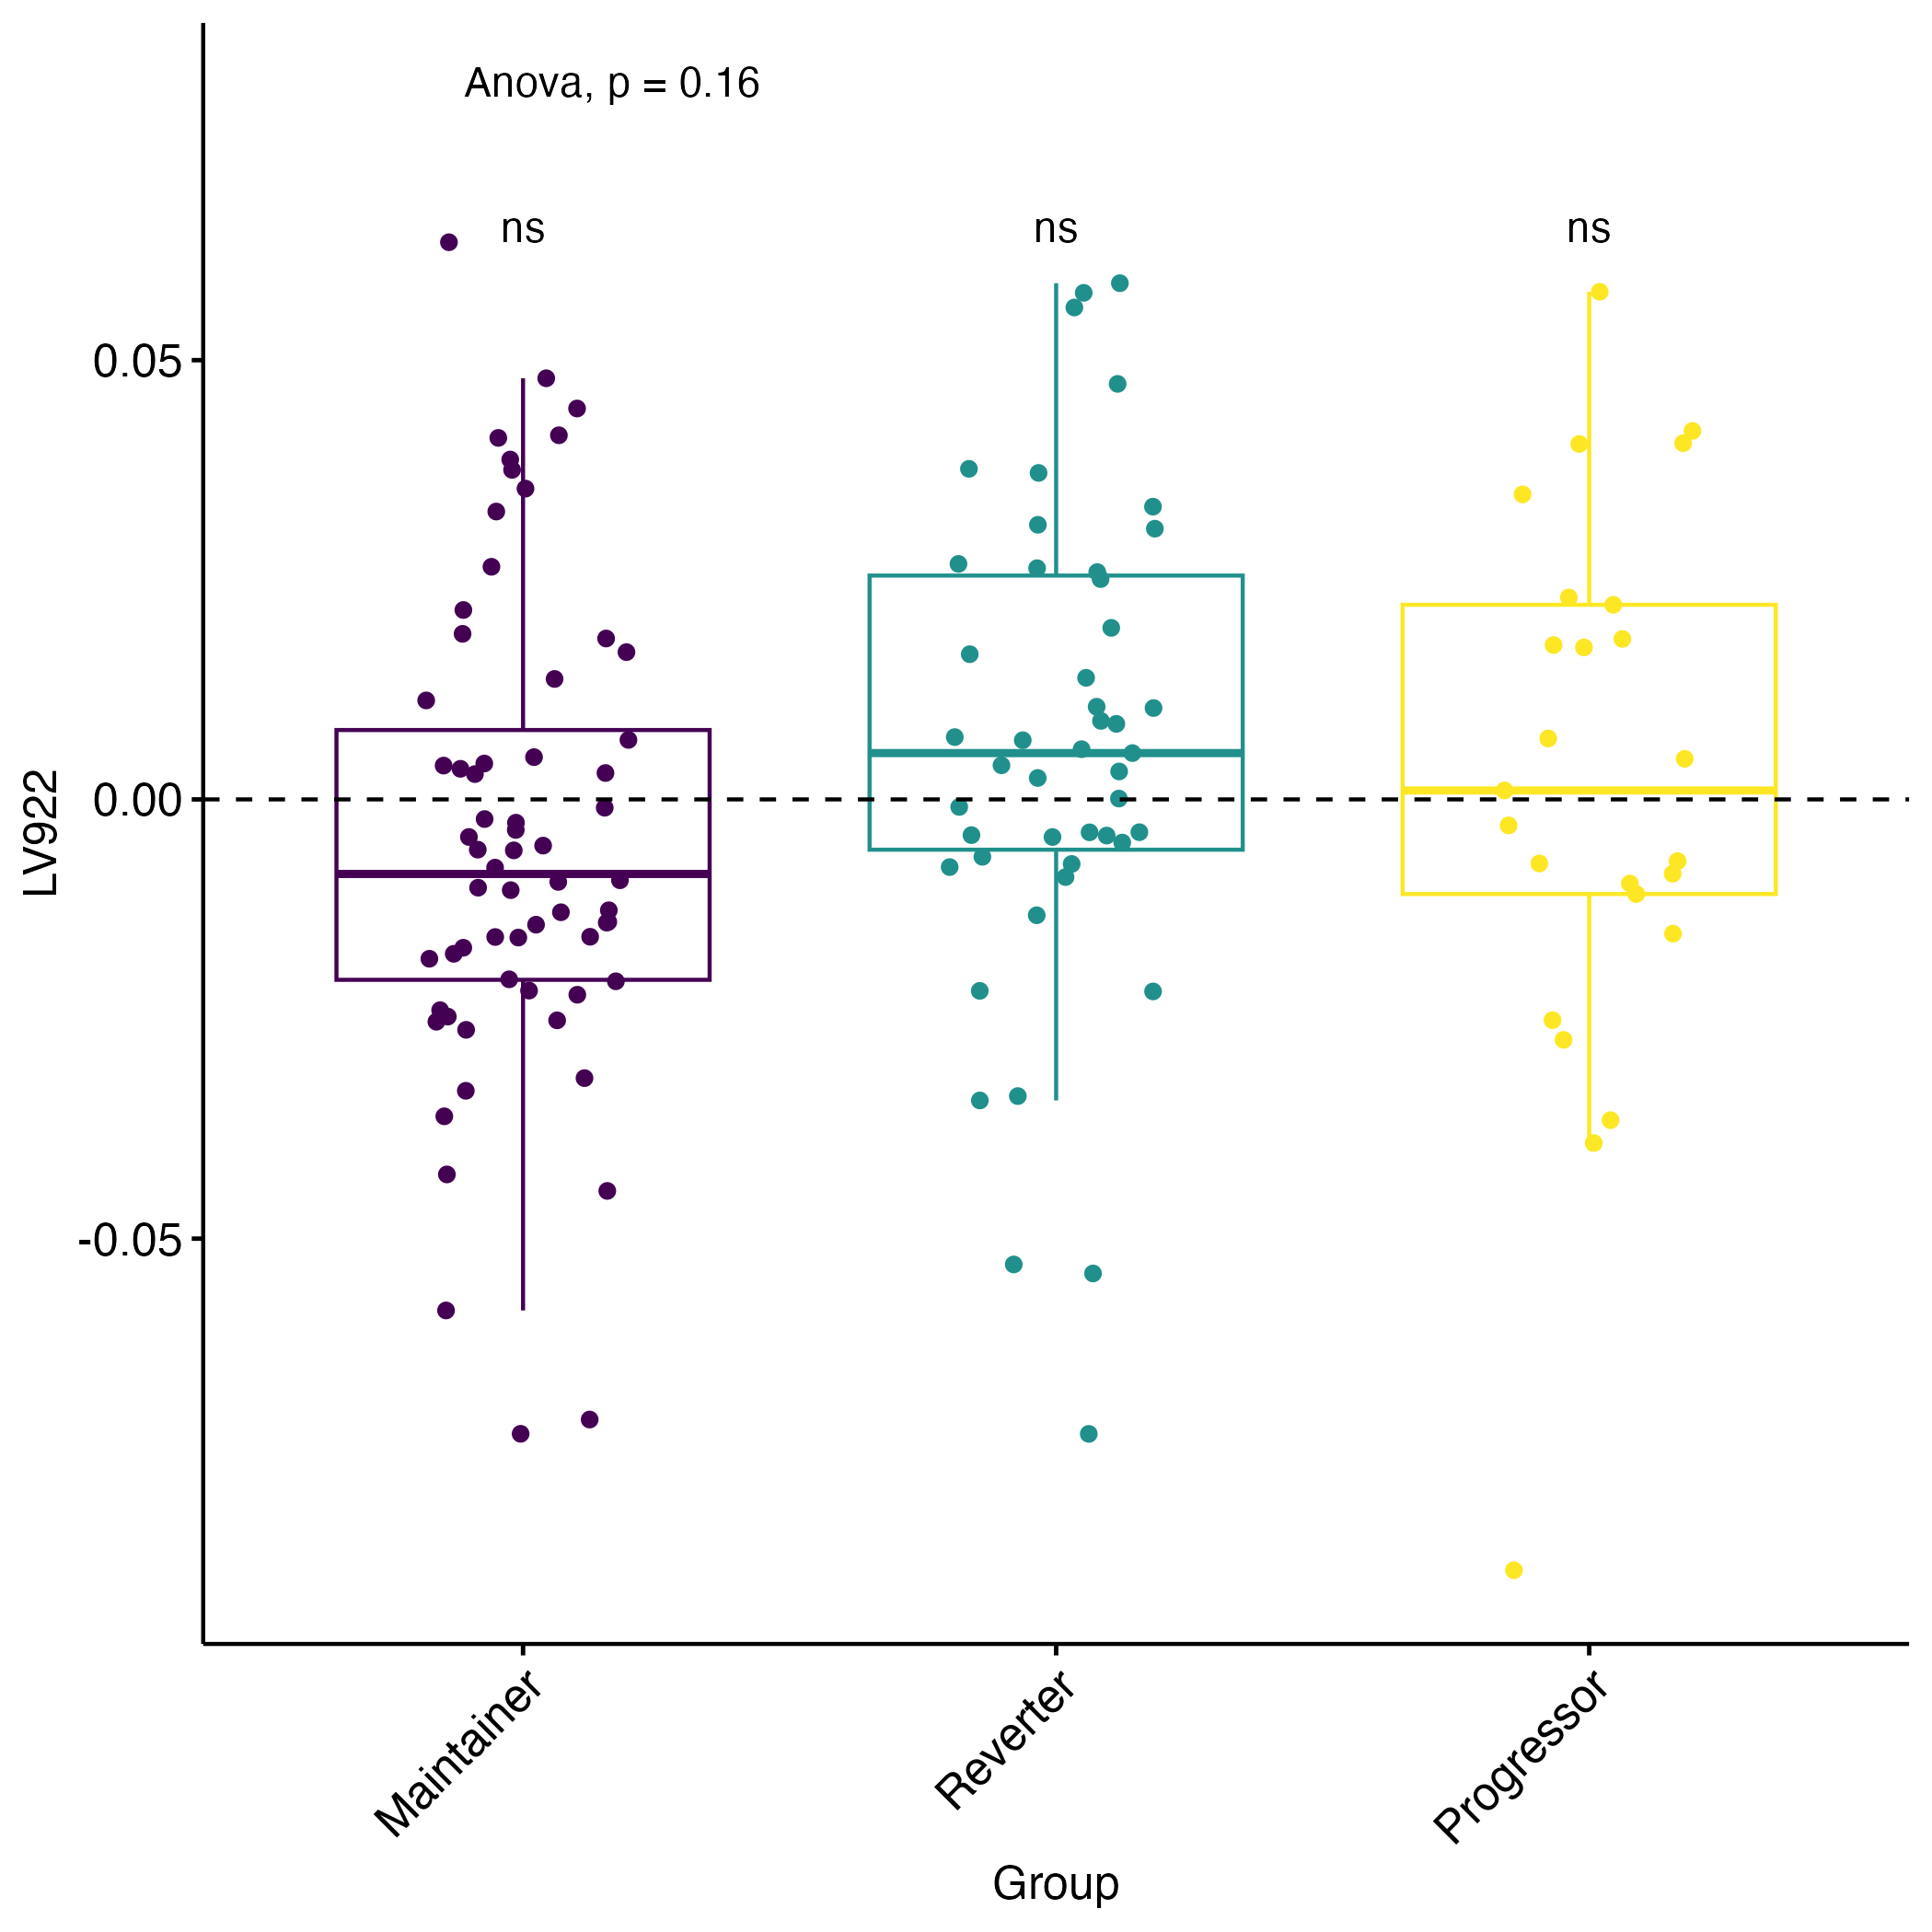 Anova, p = 0.16
ns ns ns
0.05
0.00
-0.05
LV922
Maintainer Reverter Progressor
Group